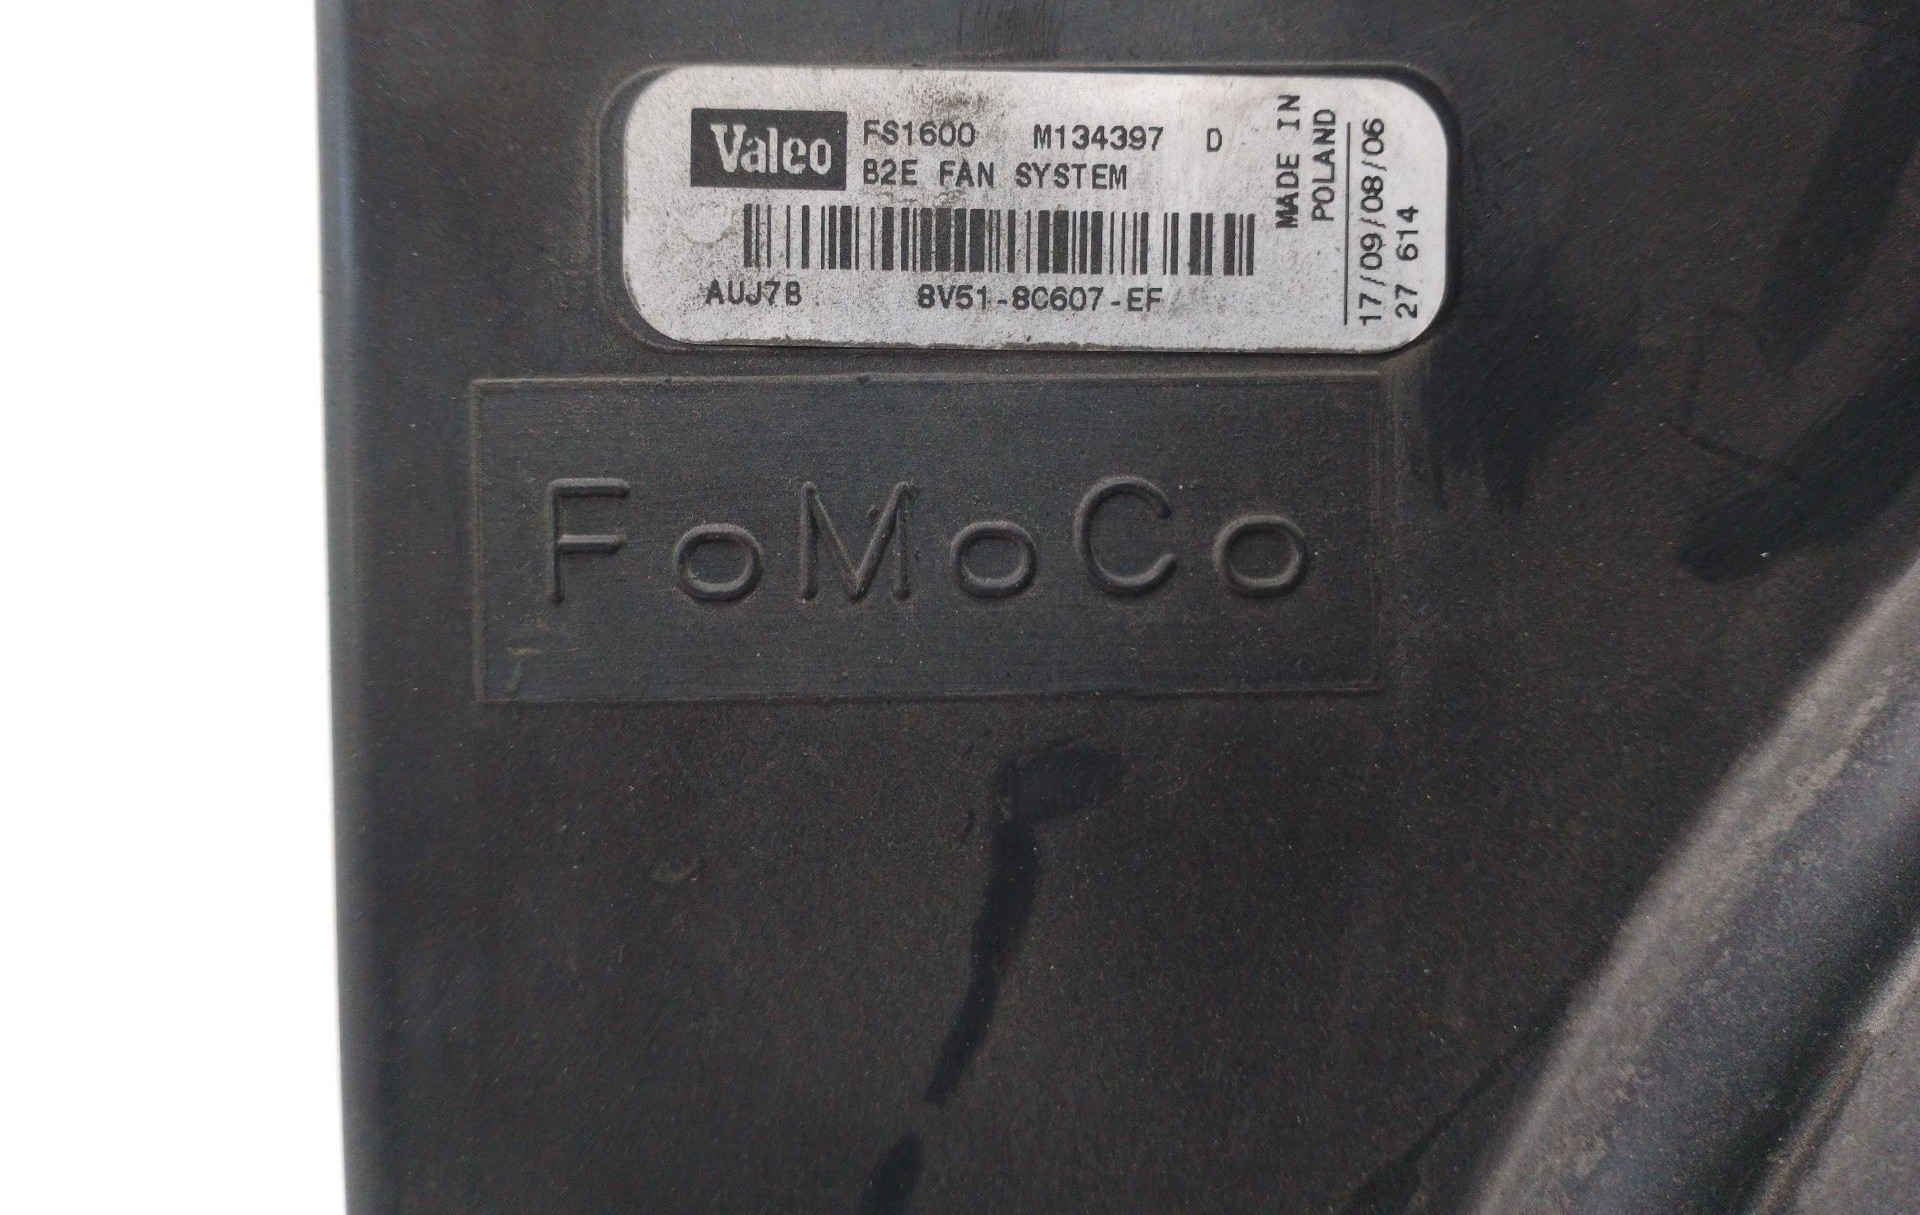 Valeo FS1600 M134397 D
B2E FAN SYSTEM
AUJ7B 8V51-8C607-EF
MADE IN
POLAND
17/09/08/06
27 614
FoMoCo